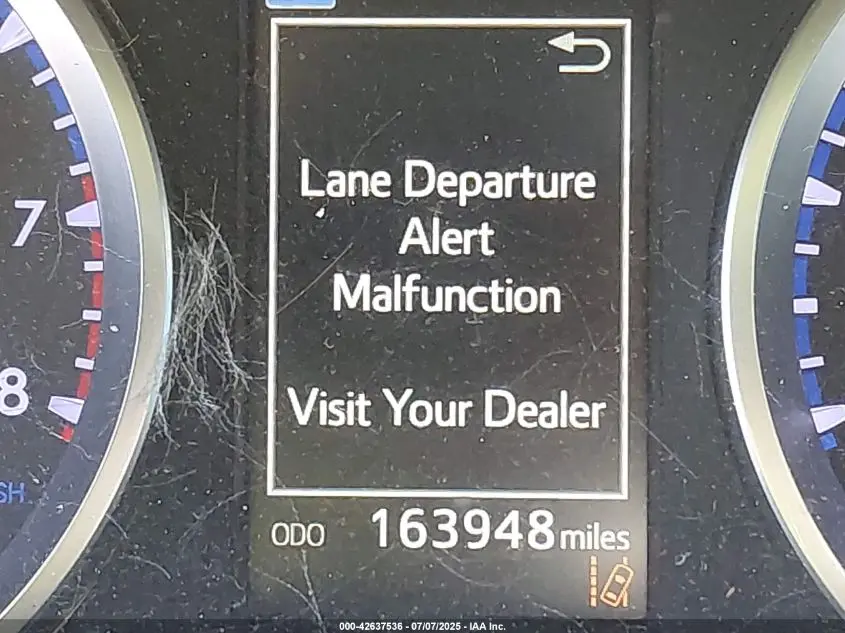 Lane Departure
Alert
Malfunction
Visit Your Dealer
ODO 163948 miles
7
8
SH
000-42637536 - 07/07/2025 - IAA Inc.